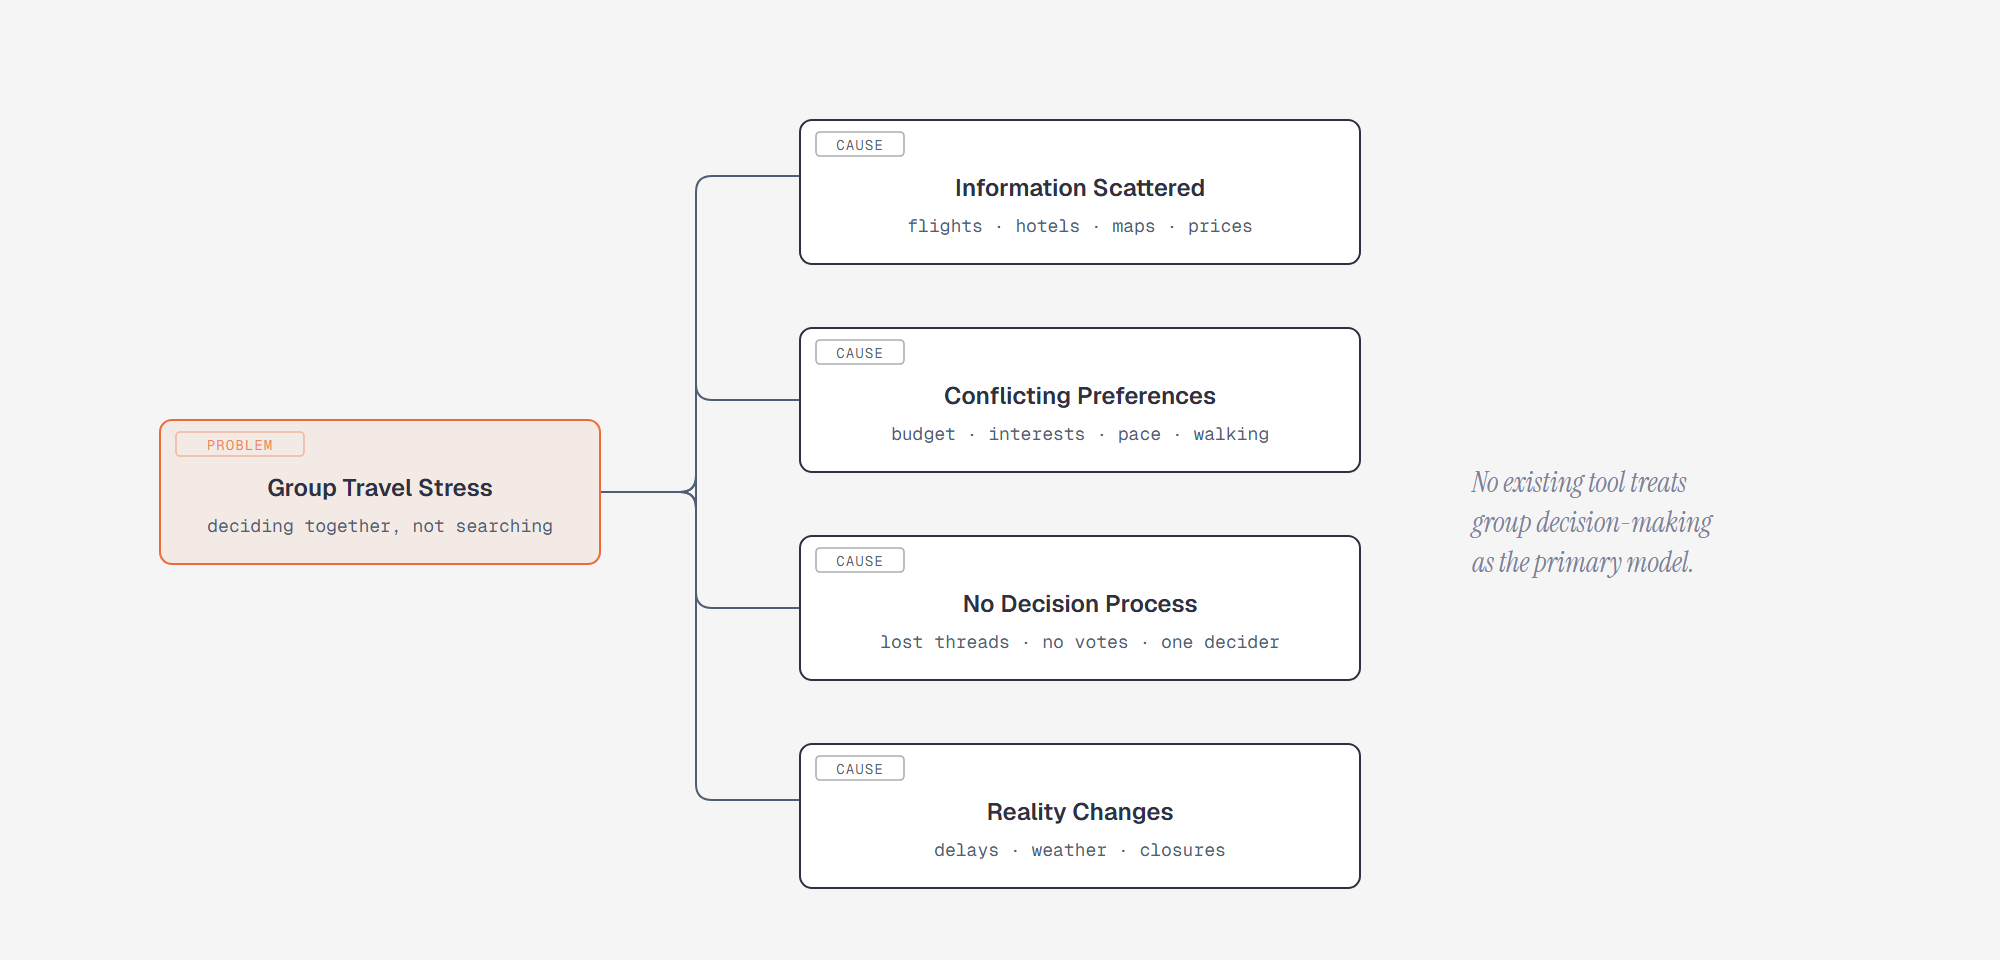 PROBLEM
Group Travel Stress
deciding together, not searching
CAUSE
Information Scattered
flights · hotels · maps · prices
CAUSE
Conflicting Preferences
budget · interests · pace · walking
CAUSE
No Decision Process
lost threads · no votes · one decider
CAUSE
Reality Changes
delays · weather · closures
No existing tool treats
group decision-making
as the primary model.